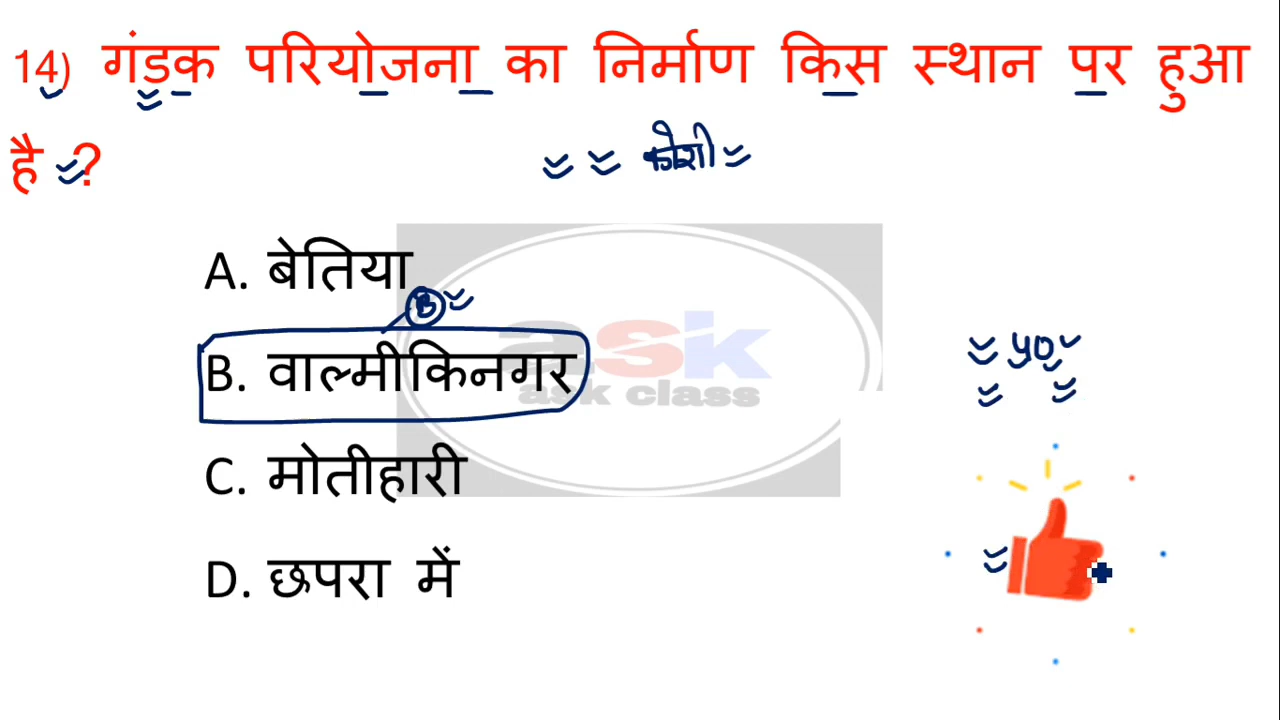 14) गंडक परियोजना का निर्माण किस स्थान पर हुआ
है ?
कोशी
A. बेतिया
B
B. वाल्मीकिनगर
ask
ask class
50
C. मोतीहारी
D. छपरा में